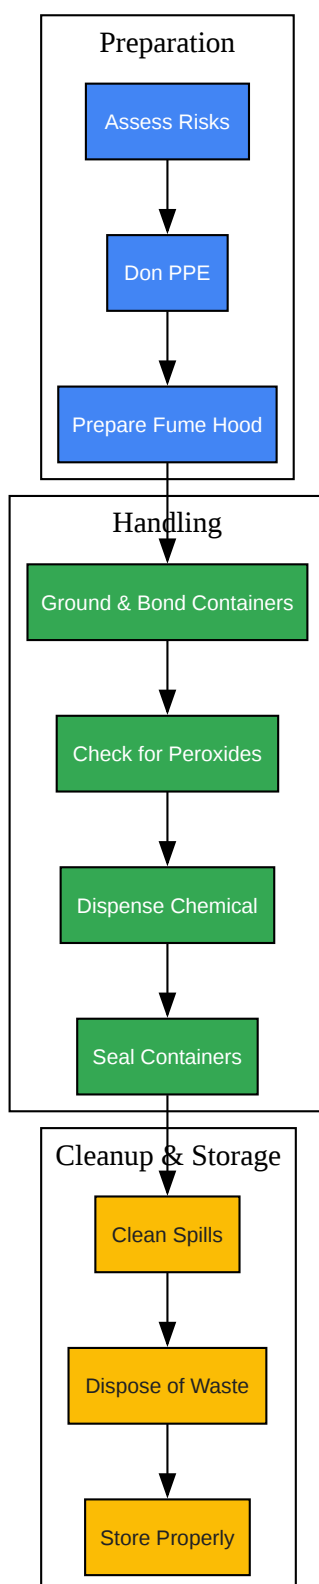 Preparation
Assess Risks
Don PPE
Prepare Fume Hood
Handling
Ground & Bond Containers
Check for Peroxides
Dispense Chemical
Seal Containers
Cleanup & Storage
Clean Spills
Dispose of Waste
Store Properly